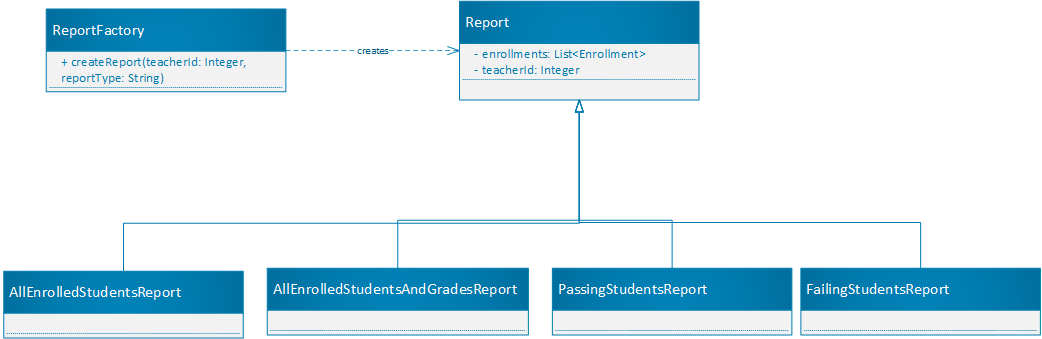 ReportFactory
+ createReport(teacherId: Integer,
reportType: String)
creates
Report
- enrollments: List<Enrollment>
- teacherId: Integer
AllEnrolledStudentsReport
AllEnrolledStudentsAndGradesReport
PassingStudentsReport
FailingStudentsReport